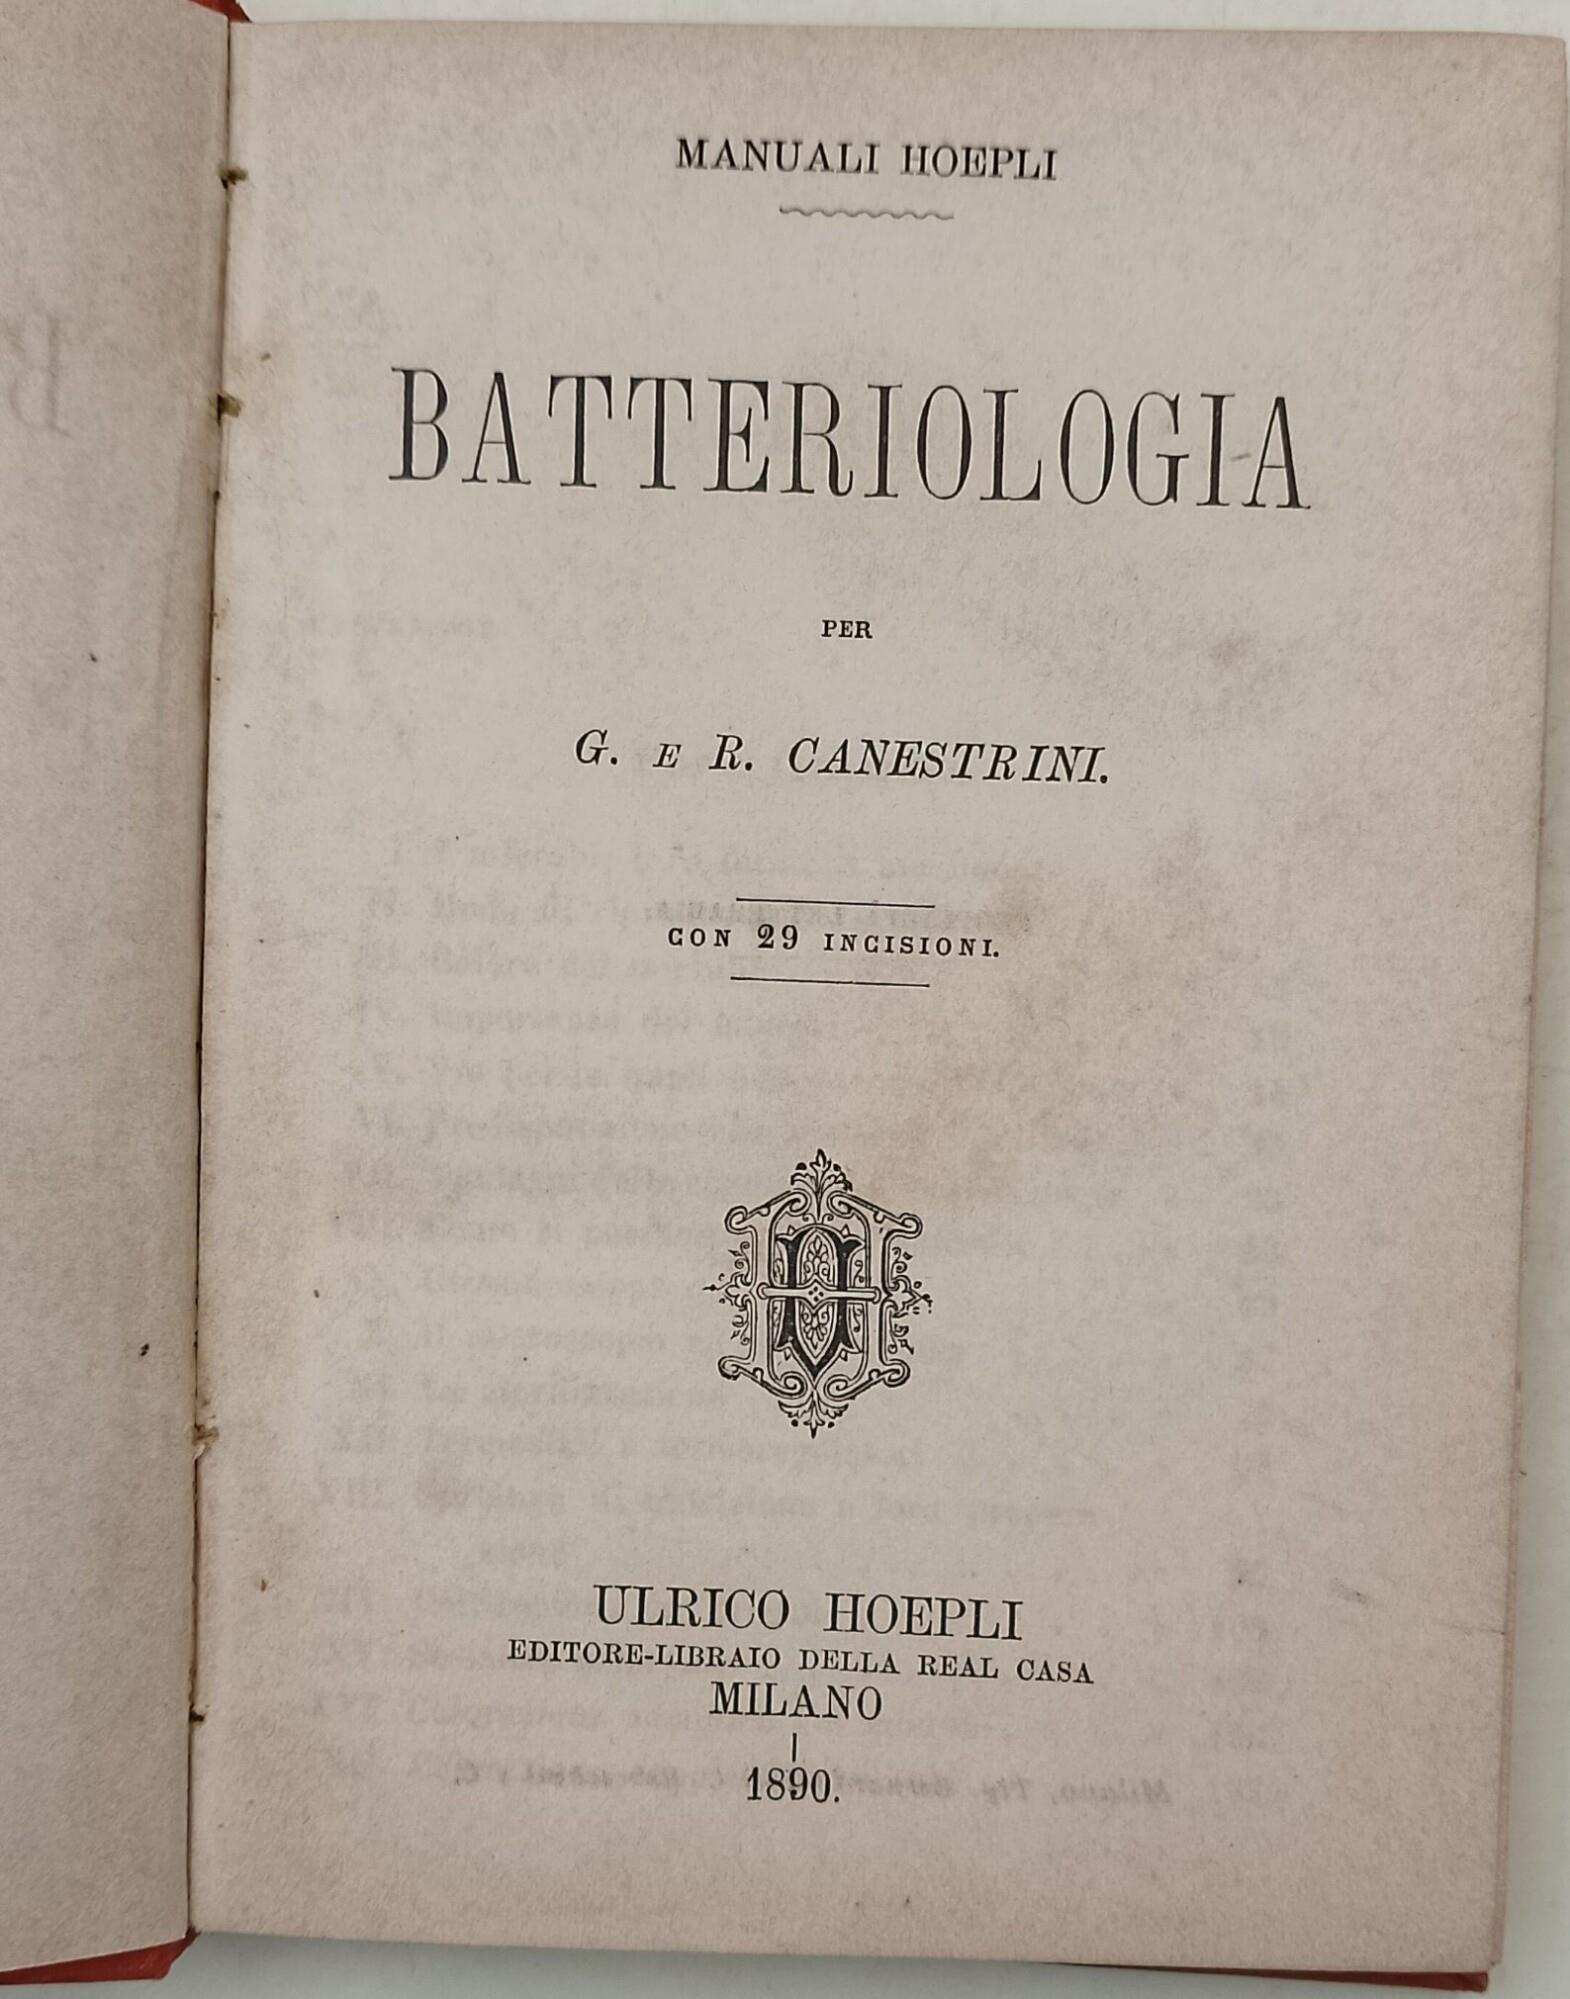 MANUALI HOEPLI
BATTERIOLOGIA
PER
G. E R. CANESTRINI.
CON 29 INCISIONI.
ULRICO HOEPLI
EDITORE-LIBRAIO DELLA REAL CASA
MILANO
1890.